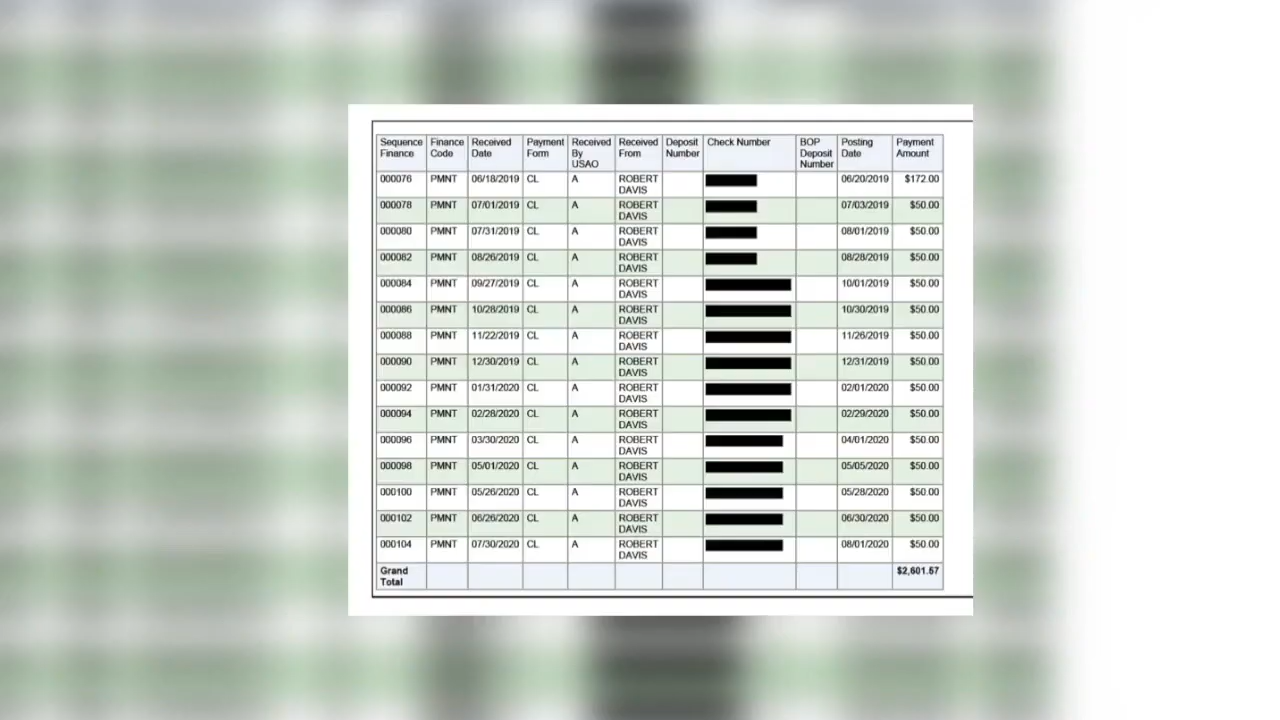 Sequence Finance Received Payment Received Received Deposit Check Number BOP Posting Payment
Finance Code Date Form By From Number Deposit Date Amount
USAO Number
000076 PMNT 06/18/2019 CL A ROBERT 06/20/2019 $172.00
DAVIS
000078 PMNT 07/01/2019 CL A ROBERT 07/03/2019 $50.00
DAVIS
000080 PMNT 07/31/2019 CL A ROBERT 08/01/2019 $50.00
DAVIS
000082 PMNT 08/26/2019 CL A ROBERT 08/28/2019 $50.00
DAVIS
000084 PMNT 09/27/2019 CL A ROBERT 10/01/2019 $50.00
DAVIS
000086 PMNT 10/28/2019 CL A ROBERT 10/30/2019 $50.00
DAVIS
000088 PMNT 11/22/2019 CL A ROBERT 11/26/2019 $50.00
DAVIS
000090 PMNT 12/30/2019 CL A ROBERT 12/31/2019 $50.00
DAVIS
000092 PMNT 01/31/2020 CL A ROBERT 02/01/2020 $50.00
DAVIS
000094 PMNT 02/28/2020 CL A ROBERT 02/29/2020 $50.00
DAVIS
000096 PMNT 03/30/2020 CL A ROBERT 04/01/2020 $50.00
DAVIS
000098 PMNT 05/01/2020 CL A ROBERT 05/05/2020 $50.00
DAVIS
000100 PMNT 05/26/2020 CL A ROBERT 05/28/2020 $50.00
DAVIS
000102 PMNT 06/26/2020 CL A ROBERT 06/30/2020 $50.00
DAVIS
000104 PMNT 07/30/2020 CL A ROBERT 08/01/2020 $50.00
DAVIS
Grand $2,601.57
Total